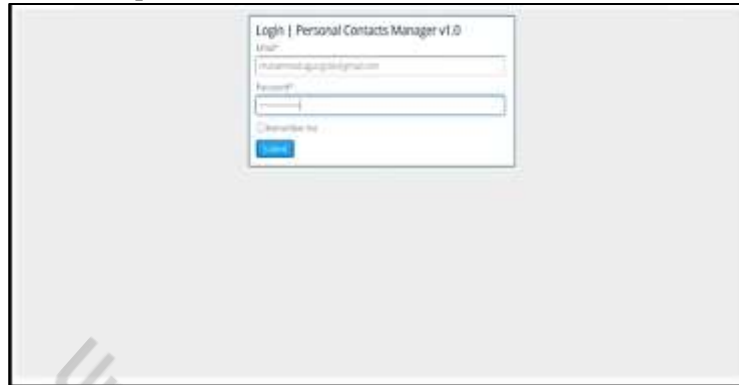 Login | Personal Contacts Manager v1.0
Email*
Password*
Remember me
Submit